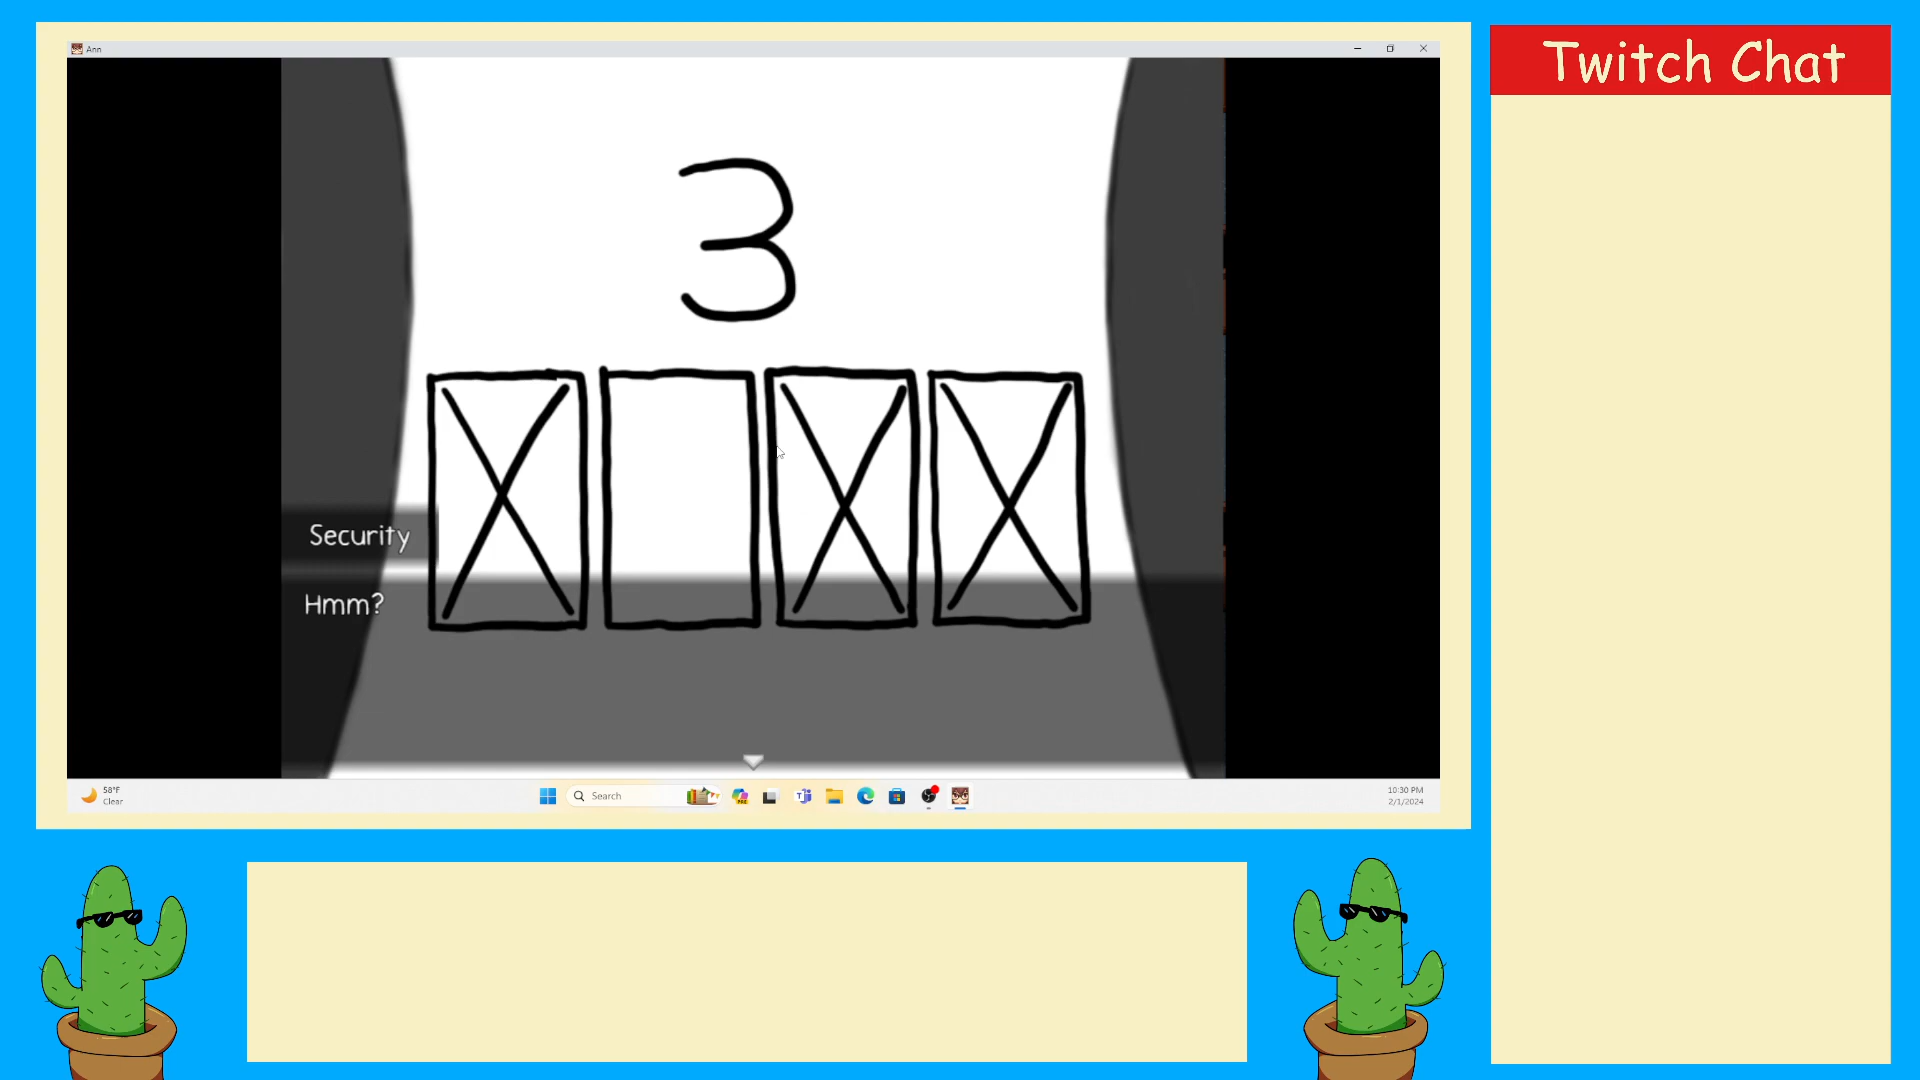 Ann
Twitch Chat
3
Security
Hmm?
58°F
Clear
Search
10:30 PM
2/1/2024